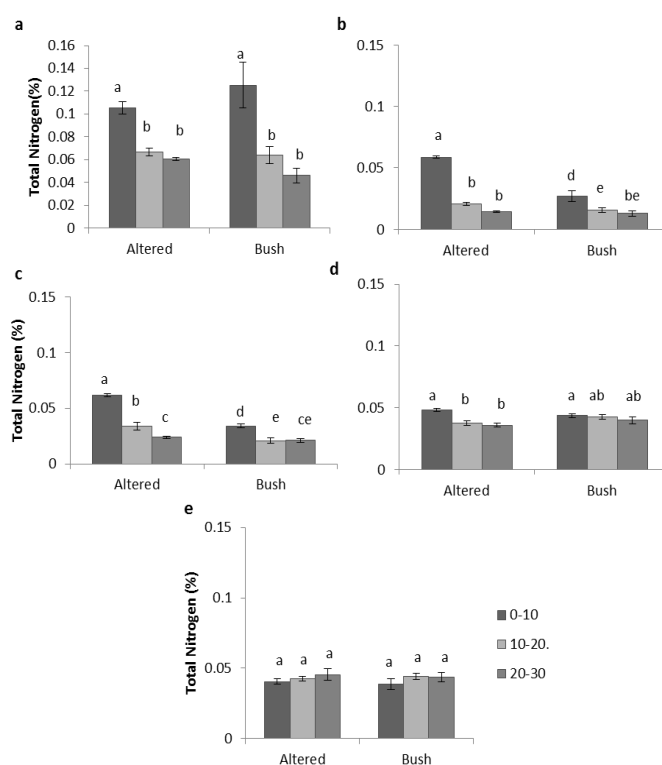 a
Total Nitrogen(%)
0.16
0.14
0.12
0.1
0.08
0.06
0.04
0.02
0
a
b
b
a
b
b
Altered
Bush
b
0.15
0.1
0.05
0
a
b
b
d
e
be
Altered
Bush
c
Total Nitrogen (%)
0.15
0.1
0.05
0
a
b
c
d
e
ce
Altered
Bush
d
0.15
0.1
0.05
0
a
b
b
a
ab
ab
Altered
Bush
e
Total Nitrogen (%)
0.15
0.1
0.05
0
a
a
a
a
a
a
Altered
Bush
0-10
10-20.
20-30